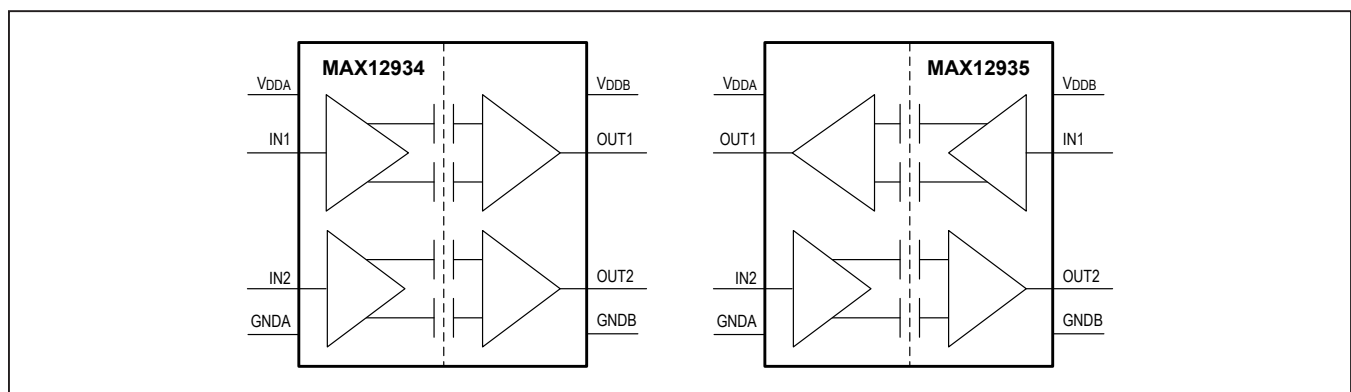 MAX12934
VDDA
VDDB
IN1
OUT1
IN2
OUT2
GNDA
GNDB
MAX12935
VDDA
VDDB
OUT1
IN1
IN2
OUT2
GNDA
GNDB